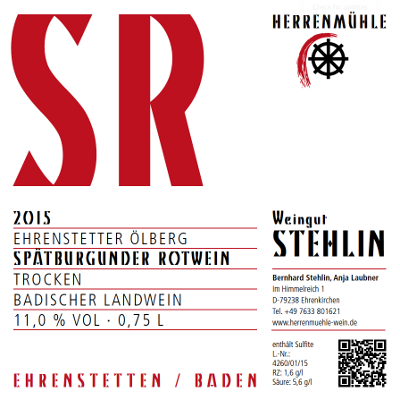 SR
HERRENMÜHLE
2015
EHRENSTETTER ÖLBERG
SPÄTBURGUNDER ROTWEIN
TROCKEN
BADISCHER LANDWEIN
11,0 % VOL · 0,75 L
EHRENSTETTEN / BADEN
Weingut
STEHLIN
Bernhard Stehlin, Anja Laubner
Im Himmelreich 1
D-79238 Ehrenkirchen
Tel. +49 7633 801621
www.herrenmuehle-wein.de
enthält Sulfite
L.-Nr.:
4260/01/15
RZ: 1,6 g/l
Säure: 5,6 g/l